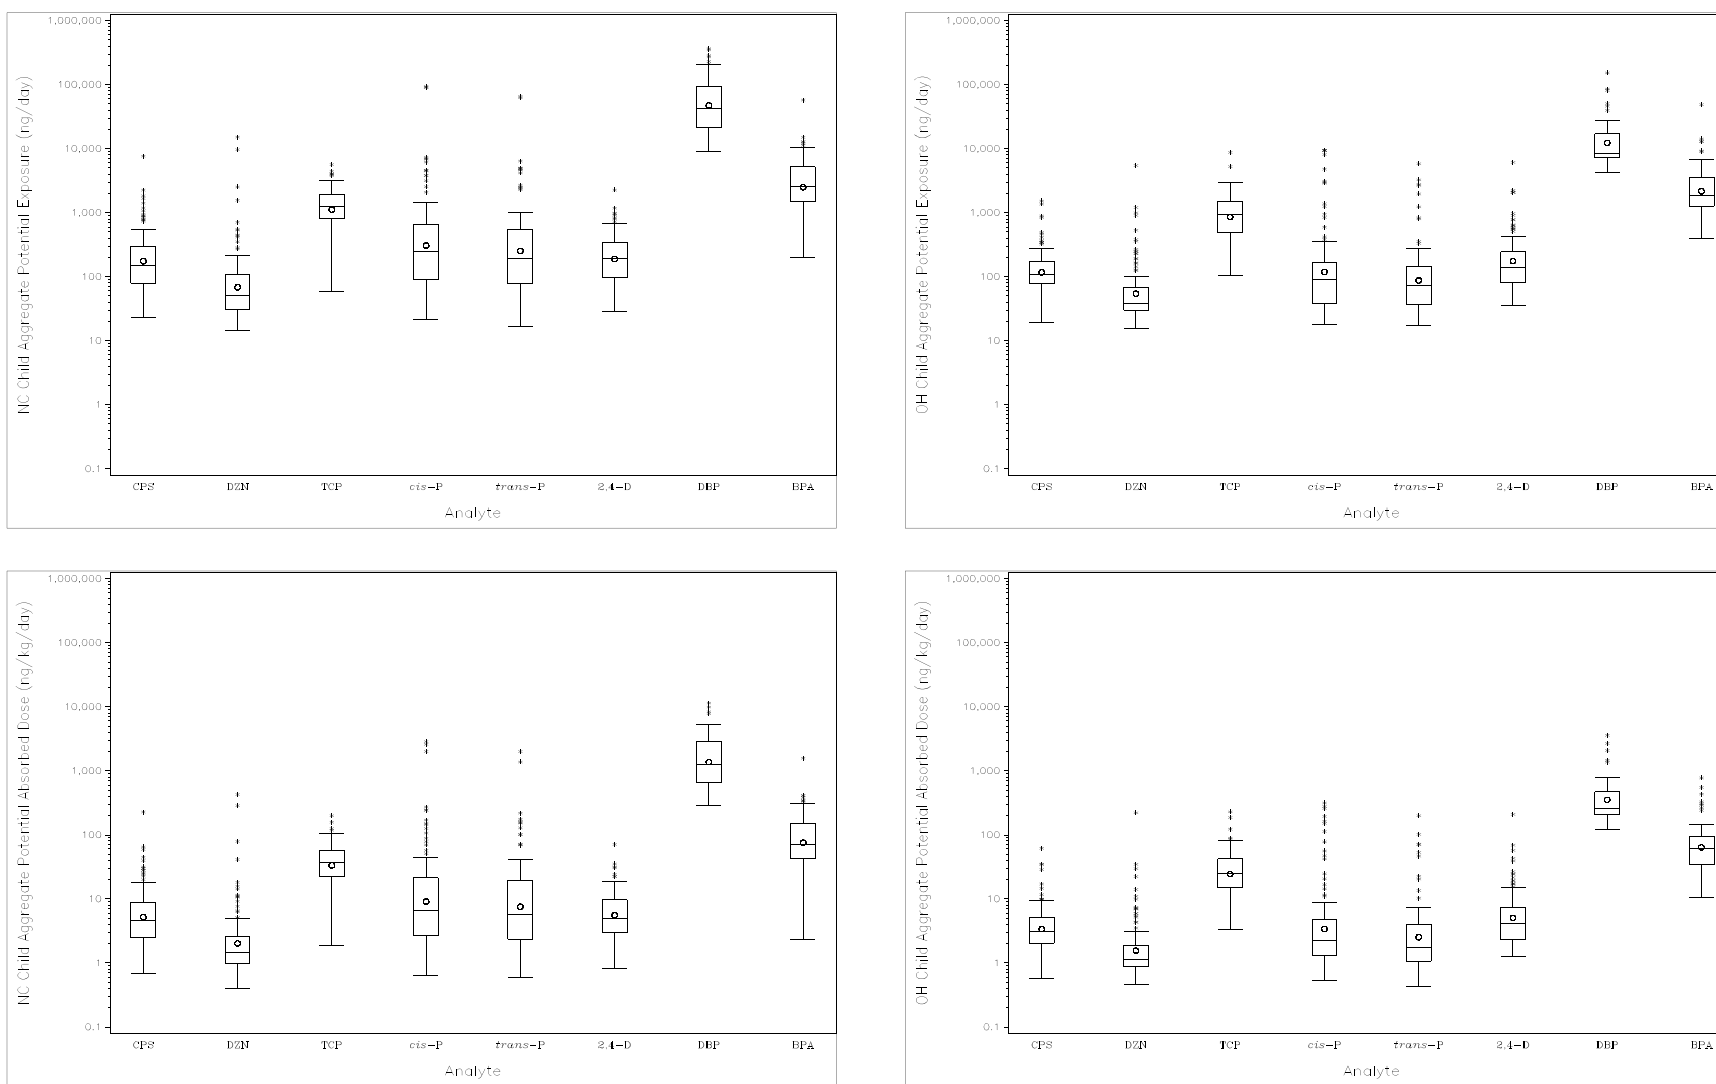 NC Child Aggregate Potential Exposure (ng/day)
1,000,000
100,000
10,000
1,000
100
10
1
0.1
CPS DZN TCP cis-P trans-P 2,4-D DBP BPA
Analyte
OH Child Aggregate Potential Exposure (ng/day)
1,000,000
100,000
10,000
1,000
100
10
1
0.1
CPS DZN TCP cis-P trans-P 2,4-D DBP BPA
Analyte
NC Child Aggregate Potential Absorbed Dose (ng/kg/day)
1,000,000
100,000
10,000
1,000
100
10
1
0.1
CPS DZN TCP cis-P trans-P 2,4-D DBP BPA
Analyte
OH Child Aggregate Potential Absorbed Dose (ng/kg/day)
1,000,000
100,000
10,000
1,000
100
10
1
0.1
CPS DZN TCP cis-P trans-P 2,4-D DBP BPA
Analyte